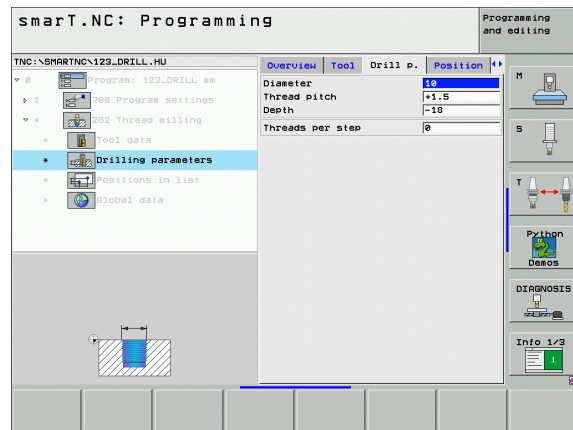 smarT.NC: Programming
Programming
and editing
TNC:\SMARTNC\123_DRILL.HU
0 Program: 123_DRILL mm
1 700 Program settings
* 262 Thread milling
* Tool data
* Drilling parameters
* Positions in list
* Global data
Overview Tool Drill p. Position
Diameter 10
Thread pitch +1.5
Depth -18
Threads per step 0
M
S
T
Python
Demos
DIAGNOSIS
Info 1/3
1